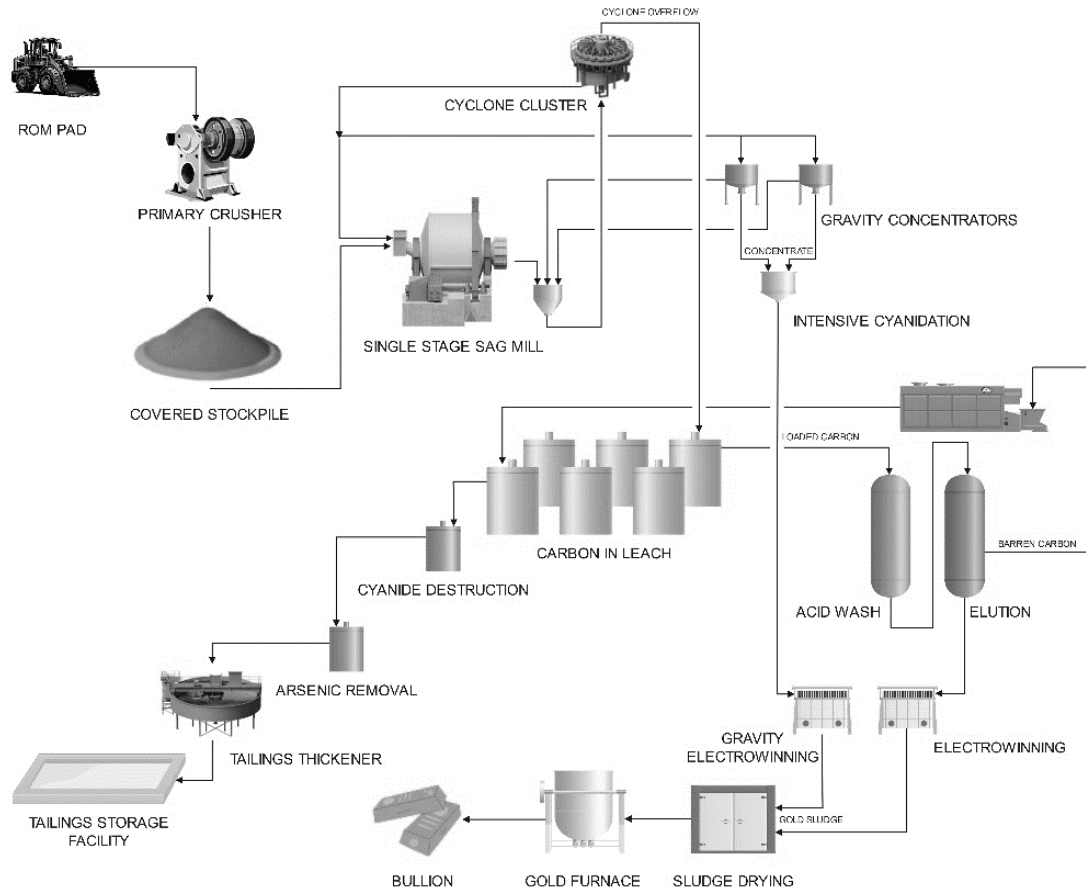 CYCLONE OVERFLOW
CYCLONE CLUSTER
ROM PAD
PRIMARY CRUSHER
GRAVITY CONCENTRATORS
CONCENTRATE
INTENSIVE CYANIDATION
SINGLE STAGE SAG MILL
COVERED STOCKPILE
LOADED CARBON
CARBON IN LEACH
BARREN CARBON
CYANIDE DESTRUCTION
ACID WASH
ELUTION
ARSENIC REMOVAL
TAILINGS THICKENER
GRAVITY
ELECTROWINNING
ELECTROWINNING
TAILINGS STORAGE
FACILITY
GOLD SLUDGE
BULLION
GOLD FURNACE
SLUDGE DRYING